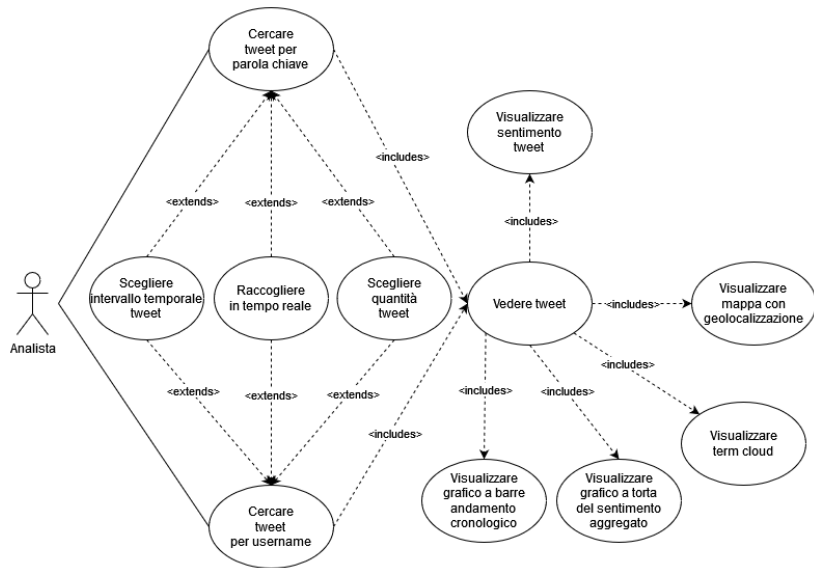 Cercare
tweet per
parola chiave
Visualizzare
sentimento
tweet
<includes>
<extends>
<extends>
<extends>
<includes>
Scegliere
intervallo temporale
tweet
Raccogliere
in tempo reale
Scegliere
quantità
tweet
Vedere tweet
<includes>
Visualizzare
mappa con
geolocalizzazione
Analista
<extends>
<extends>
<extends>
<includes>
<includes>
<includes>
<includes>
Visualizzare
term cloud
Visualizzare
grafico a barre
andamento
cronologico
Visualizzare
grafico a torta
del sentimento
aggregato
Cercare
tweet
per username